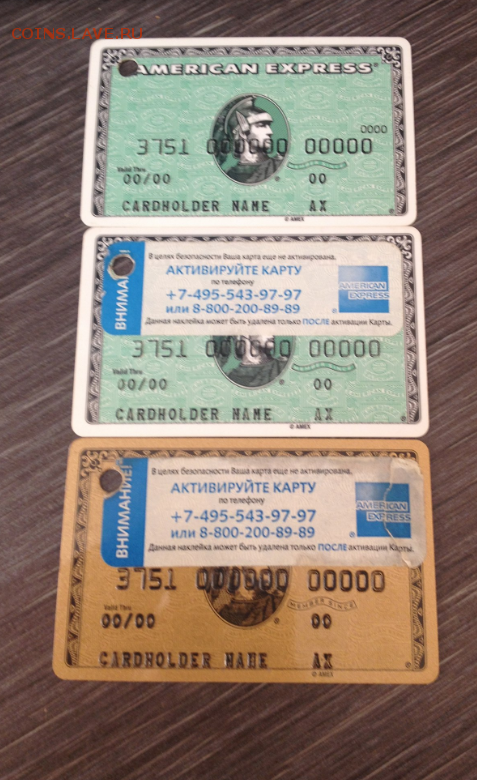 COINS.LAVE.RU
AMERICAN EXPRESS®
0000
3751 000000 00000
Valid Thru
00/00 00
CARDHOLDER NAME AX
© AMEX
ВНИМАНИЕ!
В целях безопасности Ваша карта еще не активирована.
АКТИВИРУЙТЕ КАРТУ
по телефону
+7-495-543-97-97
или 8-800-200-89-89
Данная наклейка может быть удалена только ПОСЛЕ активации Карты.
AMERICAN
EXPRESS
®
3751 000000 00000
Valid Thru
00/00 00
CARDHOLDER NAME AX
© AMEX
ВНИМАНИЕ!
В целях безопасности Ваша карта еще не активирована.
АКТИВИРУЙТЕ КАРТУ
по телефону
+7-495-543-97-97
или 8-800-200-89-89
Данная наклейка может быть удалена только ПОСЛЕ активации Карты.
AMERICAN
EXPRESS
®
3751 000000 00000
MEMBER SINCE
Valid Thru
00/00 00
CARDHOLDER NAME AX
© AMEX